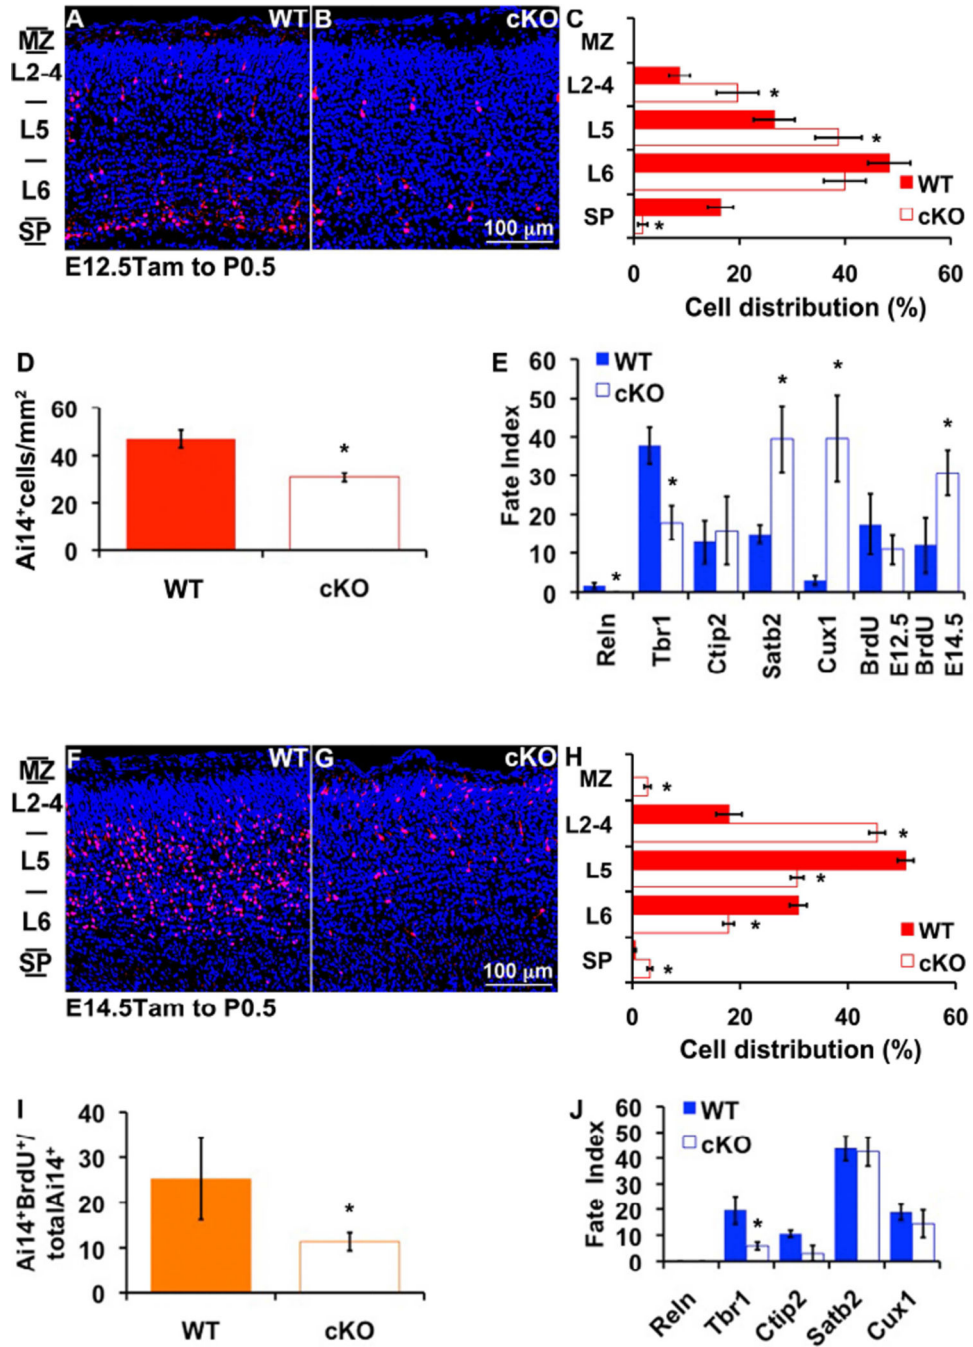 A WT B cKO
MZ
L2-4
L5
L6
SP
100 µm
E12.5Tam to P0.5
C
MZ
L2-4
L5
L6
SP
WT
cKO
* * *
0 20 40 60
Cell distribution (%)
D
Ai14⁺cells/mm²
60
40
20
0
*
WT cKO
E
WT
cKO
Fate Index
60
50
40
30
20
10
0
* * * * *
Reln Tbr1 Ctip2 Satb2 Cux1 BrdU E12.5 BrdU E14.5
F WT G cKO
MZ
L2-4
L5
L6
SP
100 µm
E14.5Tam to P0.5
H
MZ
L2-4
L5
L6
SP
WT
cKO
* * * * *
0 20 40 60
Cell distribution (%)
I
Ai14⁺BrdU⁺/
totalAi14⁺
40
30
20
10
0
*
WT cKO
J
WT
cKO
Fate Index
60
50
40
30
20
10
0
*
Reln Tbr1 Ctip2 Satb2 Cux1